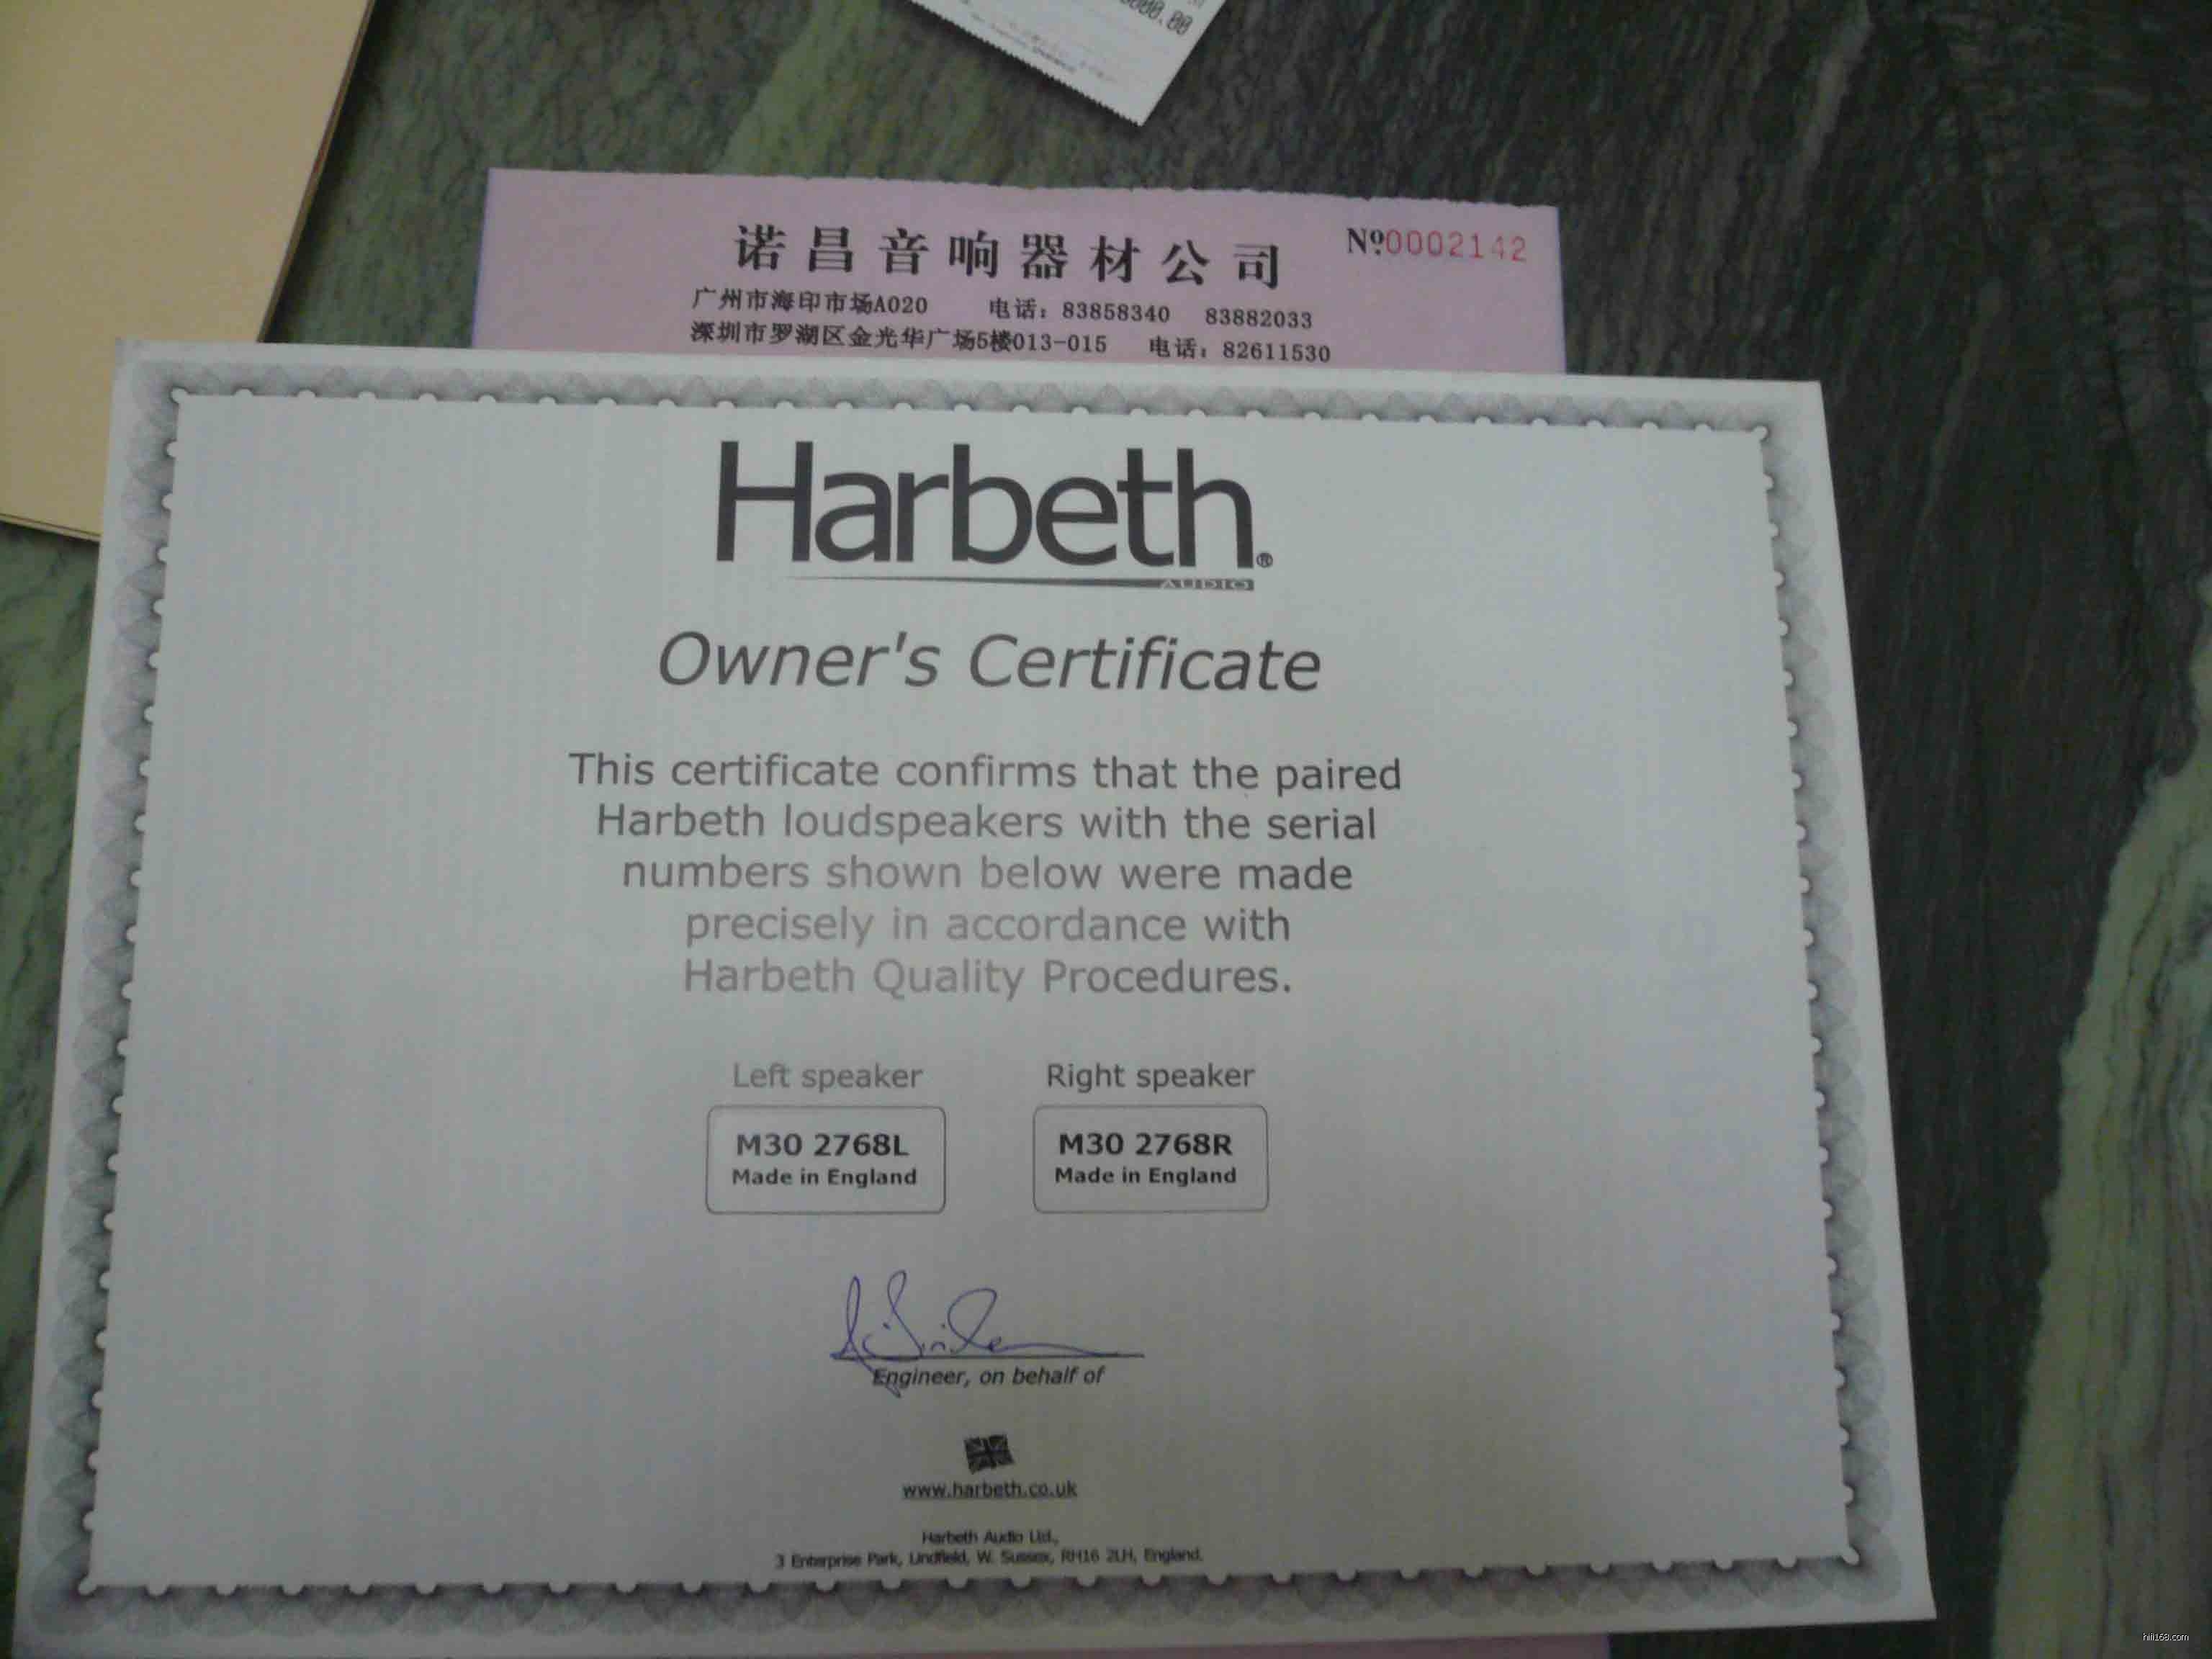 000.00
诺昌音响器材公司
№0002142
广州市海印市场A020 电话：83858340 83882033
深圳市罗湖区金光华广场5楼013-015 电话：82611530
Harbeth®
AUDIO
Owner's Certificate
This certificate confirms that the paired
Harbeth loudspeakers with the serial
numbers shown below were made
precisely in accordance with
Harbeth Quality Procedures.
Left speaker Right speaker
M30 2768L M30 2768R
Made in England Made in England
Engineer, on behalf of
www.harbeth.co.uk
Harbeth Audio Ltd.,
3 Enterprise Park, Lindfield, W. Sussex, RH16 2LH, England.
hifi168.com